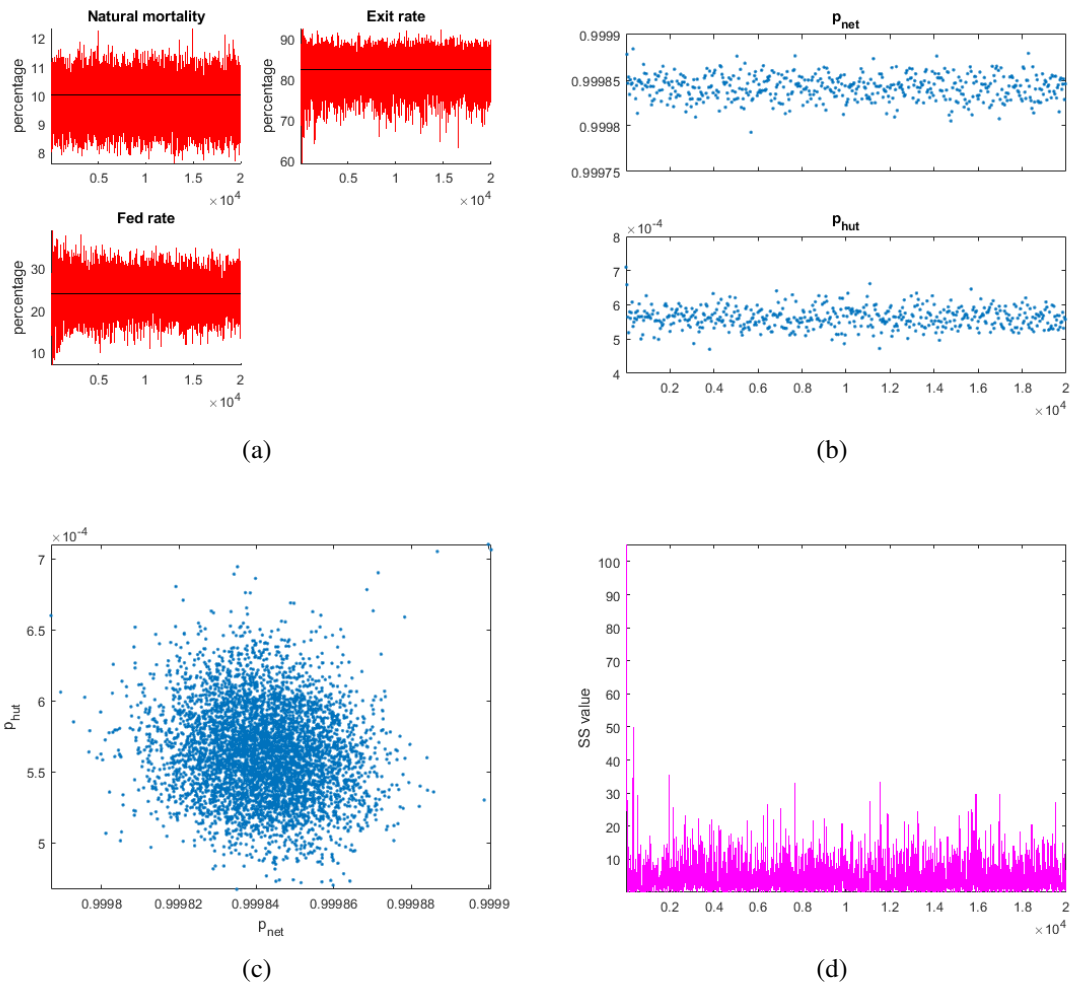 Natural mortality
percentage
12
11
10
9
8
0.5 1 1.5 2
× 10^4
Exit rate
percentage
90
80
70
60
0.5 1 1.5 2
× 10^4
Fed rate
percentage
30
20
10
0.5 1 1.5 2
× 10^4
(a)
p_net
0.9999
0.99985
0.9998
0.99975
p_hut
× 10^-4
8
7
6
5
4
0.2 0.4 0.6 0.8 1 1.2 1.4 1.6 1.8 2
× 10^4
(b)
× 10^-4
7
6.5
6
5.5
5
p_hut
0.9998 0.99982 0.99984 0.99986 0.99988 0.9999
p_net
(c)
100
90
80
70
60
50
40
30
20
10
SS value
0.2 0.4 0.6 0.8 1 1.2 1.4 1.6 1.8 2
× 10^4
(d)